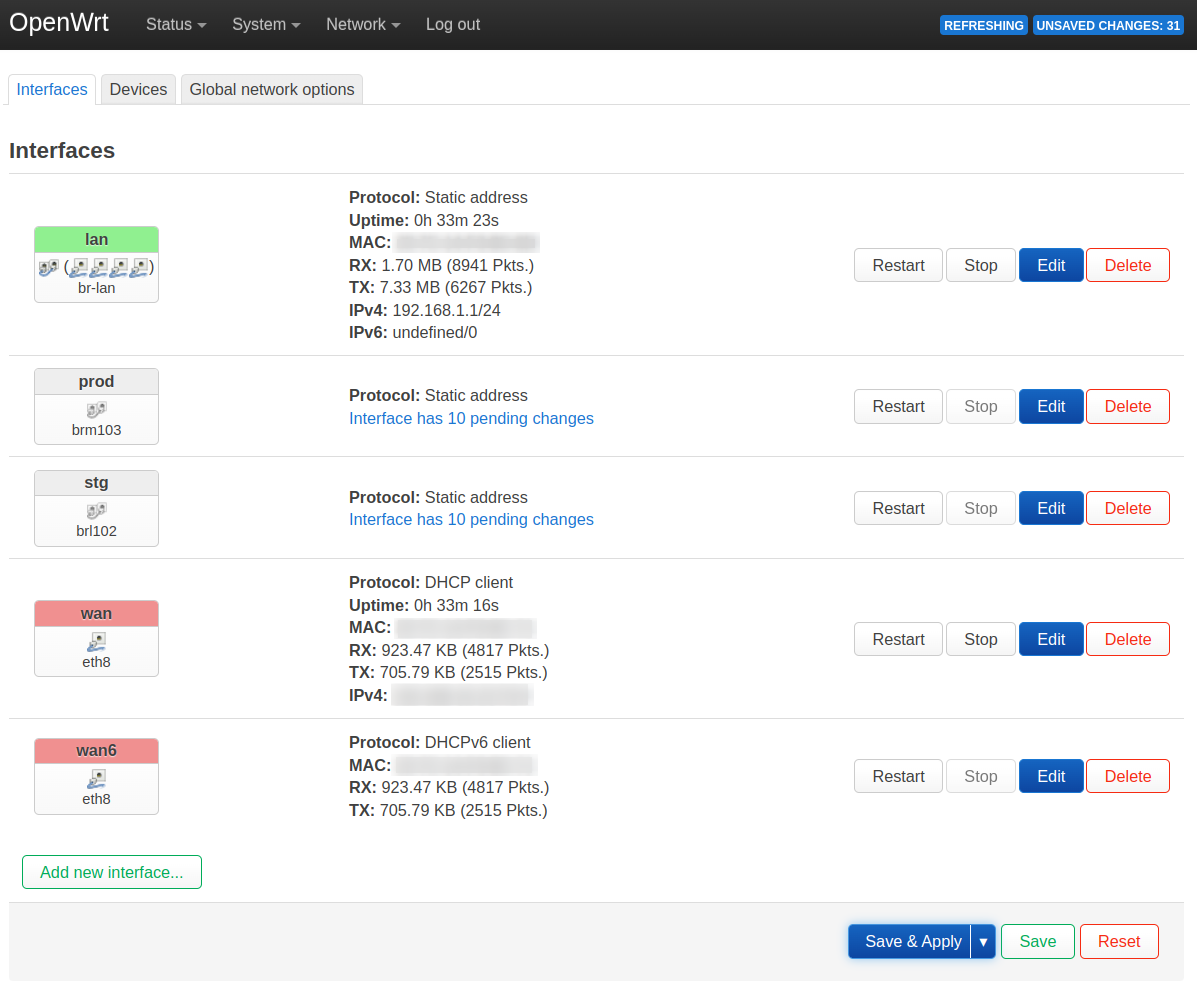 OpenWrt Status System Network Log out REFRESHING UNSAVED CHANGES: 31
Interfaces Devices Global network options
Interfaces
lan
( )
br-lan
Protocol: Static address
Uptime: 0h 33m 23s
MAC:
RX: 1.70 MB (8941 Pkts.)
TX: 7.33 MB (6267 Pkts.)
IPv4: 192.168.1.1/24
IPv6: undefined/0
Restart Stop Edit Delete
prod
brm103
Protocol: Static address
Interface has 10 pending changes
Restart Stop Edit Delete
stg
brl102
Protocol: Static address
Interface has 10 pending changes
Restart Stop Edit Delete
wan
eth8
Protocol: DHCP client
Uptime: 0h 33m 16s
MAC:
RX: 923.47 KB (4817 Pkts.)
TX: 705.79 KB (2515 Pkts.)
IPv4:
Restart Stop Edit Delete
wan6
eth8
Protocol: DHCPv6 client
MAC:
RX: 923.47 KB (4817 Pkts.)
TX: 705.79 KB (2515 Pkts.)
Restart Stop Edit Delete
Add new interface...
Save & Apply ▼ Save Reset